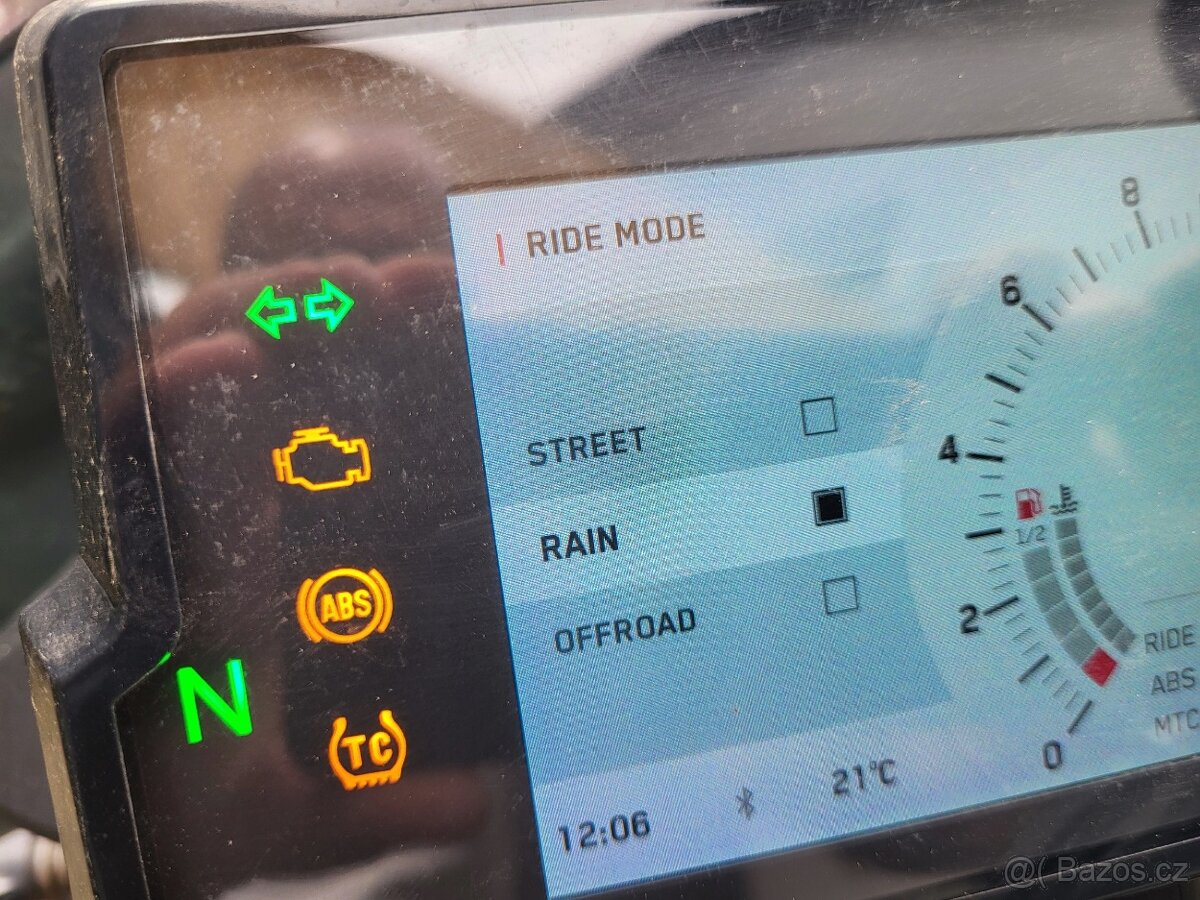 RIDE MODE
8
6
STREET
4
RAIN
1/2
ABS
2
OFFROAD
RIDE
N
ABS
TC
MTC
0
21°C
12:06
@( Bazos.cz